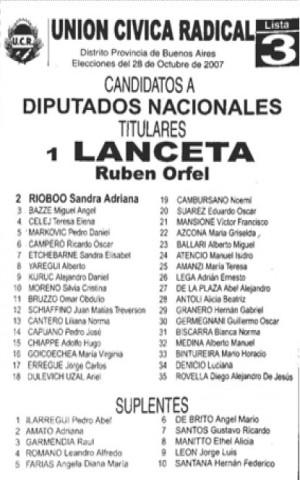 U.C.R.
UNION CIVICA RADICAL
Lista
3
Distrito Provincia de Buenos Aires
Elecciones del 28 de Octubre de 2007
CANDIDATOS A
DIPUTADOS NACIONALES
TITULARES
1 LANCETA
Ruben Orfel
2 RIOBOO Sandra Adriana
3 BAZZE Miguel Angel
4 CELEJ Teresa Elena
5 MARKOVIC Pedro Daniel
6 CAMPERÓ Ricardo Oscar
7 ETCHEBARNE Sandra Elisabet
8 YAREGUI Alberto
9 KURUC Alejandro Daniel
10 MORENO Silvia Cristina
11 BRUZZO Omar Obdulio
12 SCHIAFFINO Juan Matías Treverson
13 CANTERO Liliana Norma
14 CAPUANO Pedro José
15 CHIAPPE Adolfo Hugo
16 GOICOECHEA María Virginia
17 ERREGUE Jorge Carlos
18 DULEVICH UZAL Ariel
19 CAMBURSANO Noemí
20 SUAREZ Eduardo Oscar
21 MANSIONE Víctor Francisco
22 AZCONA María Griselda
23 BALLARI Alberto Miguel
24 ATENCIO Manuel Isidro
25 AMANZI María Teresa
26 LEGA Adrián Ernesto
27 DE LA PLAZA Abel Alejandro
28 ANTOLI Alicia Beatriz
29 GRANERO Hernán Gabriel
30 GERMEGNANI Guillermo Oscar
31 BISCARRA Bianca Norma
32 MEDINA Alberto Manuel
33 BINTUREIRA Mario Horacio
34 DENICIO Luciana
35 ROVELLA Diego Alejandro De Jesús
SUPLENTES
1 ILARREGUI Pedro Abel
2 AMATO Adriana
3 GARMENDIA Raul
4 ROMANO Leandro Alfredo
5 FARIAS Angela Diana María
6 DE BRITO Angel Mario
7 SANTOS Gustavo Ricardo
8 MANITTO Ethel Alicia
9 LEON Jorge Luis
10 SANTANA Hernán Federico